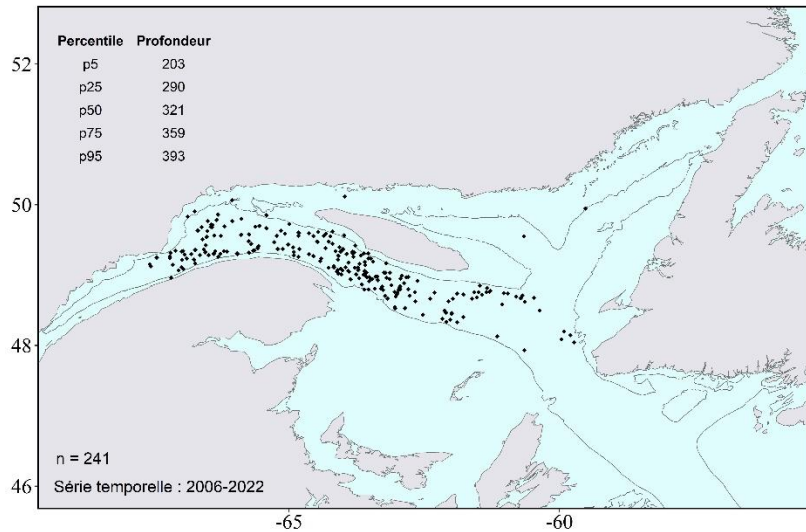 Percentile Profondeur
p5 203
p25 290
p50 321
p75 359
p95 393
52
50
48
46
n = 241
Série temporelle : 2006-2022
-65 -60